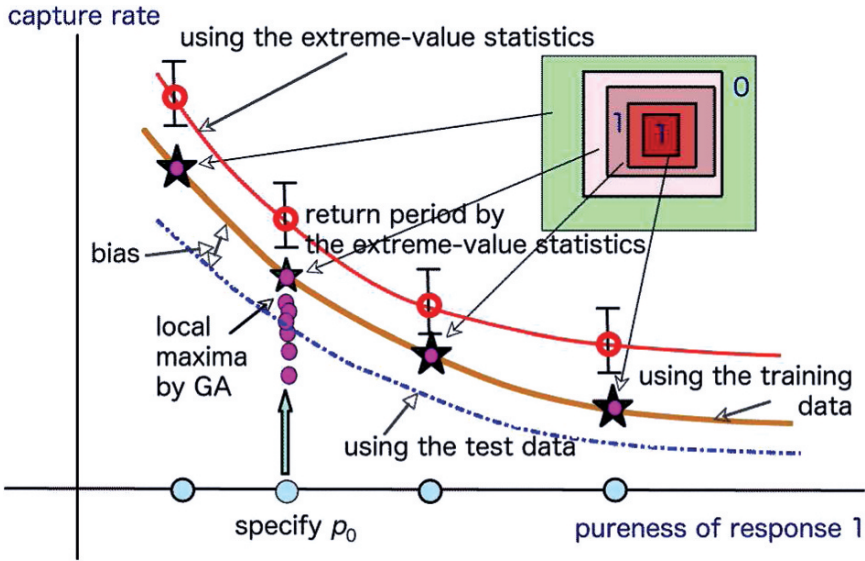 capture rate
using the extreme-value statistics
0
1
1
return period by
the extreme-value statistics
bias
local
maxima
by GA
using the training
data
using the test data
specify p₀
pureness of response 1